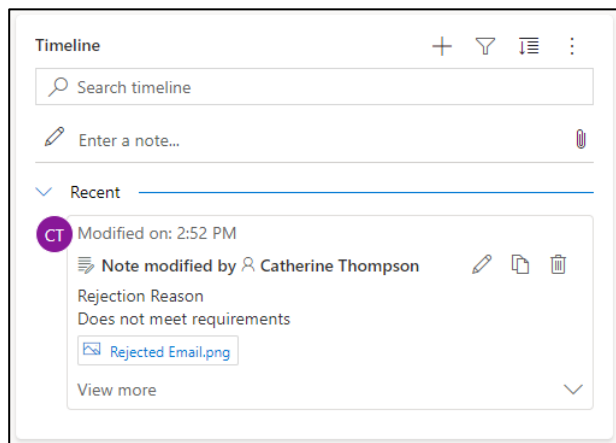 Timeline
Search timeline
Enter a note...
Recent
CT
Modified on: 2:52 PM
Note modified by Catherine Thompson
Rejection Reason
Does not meet requirements
Rejected Email.png
View more